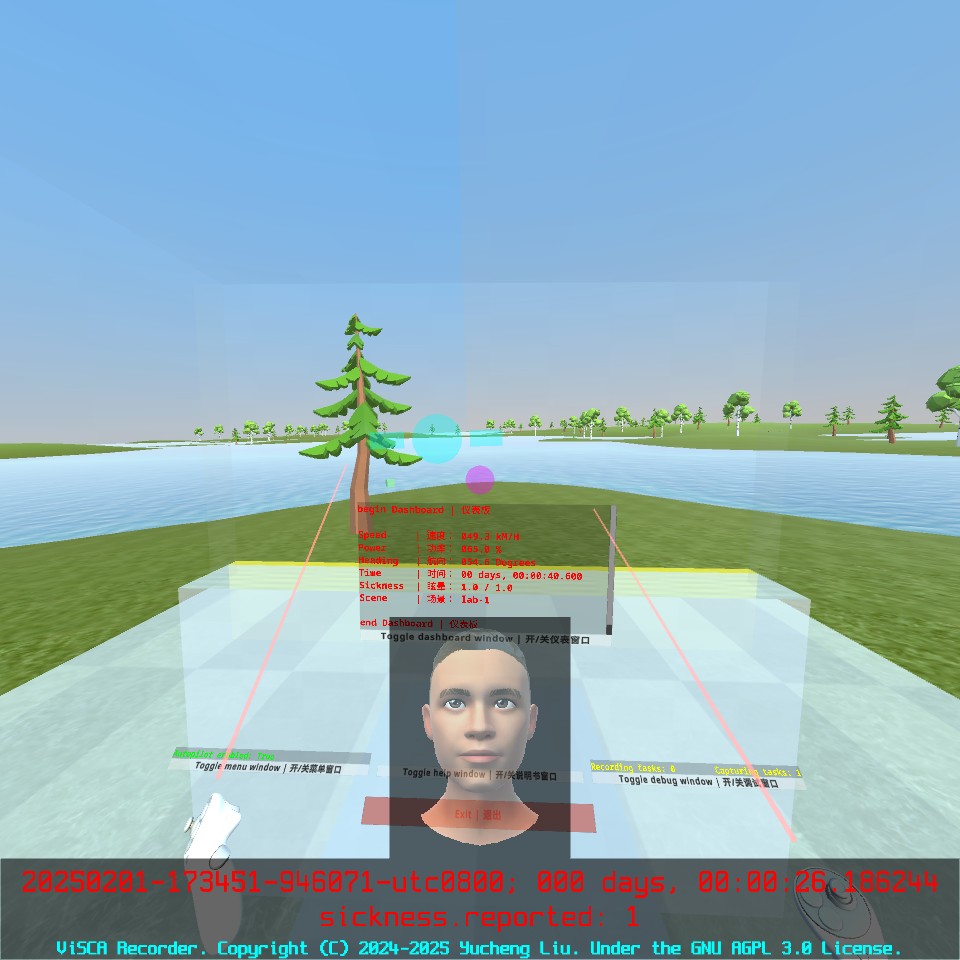 begin Dashboard | 仪表板
Speed | 速度： 049.3 kM/H
Power | 功率： 065.0 %
Heading | 航向： 034.6 Degrees
Time | 时间： 00 days, 00:00:40.600
Sickness | 眩晕： 1.0 / 1.0
Scene | 场景： lab-1
end Dashboard | 仪表板
Toggle dashboard window | 开/关仪表窗口
Autopilot enabled: True
Toggle menu window | 开/关菜单窗口
Toggle help window | 开/关说明书窗口
Recording tasks: 0 Capturing tasks: 1
Toggle debug window | 开/关调试窗口
Exit | 退出
20250201-173451-946071-utc0800; 000 days, 00:00:26.186244
sickness.reported: 1
ViSCA Recorder. Copyright (C) 2024-2025 Yucheng Liu. Under the GNU AGPL 3.0 License.